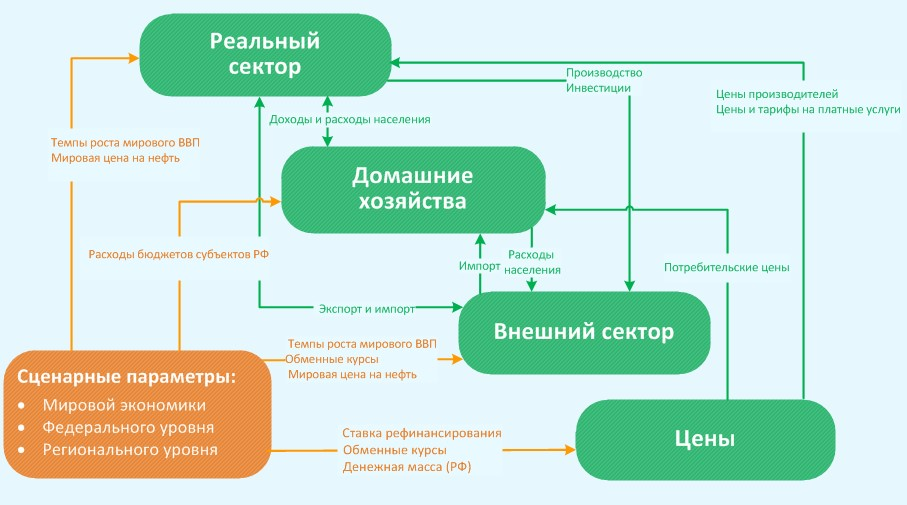 Реальный
сектор
Производство
Инвестиции
Цены производителей
Цены и тарифы на платные услуги
Доходы и расходы населения
Темпы роста мирового ВВП
Мировая цена на нефть
Домашние
хозяйства
Расходы бюджетов субъектов РФ
Импорт
Расходы
населения
Потребительские цены
Экспорт и импорт
Внешний сектор
Темпы роста мирового ВВП
Обменные курсы
Мировая цена на нефть
Сценарные параметры:
• Мировой экономики
• Федерального уровня
• Регионального уровня
Ставка рефинансирования
Обменные курсы
Денежная масса (РФ)
Цены